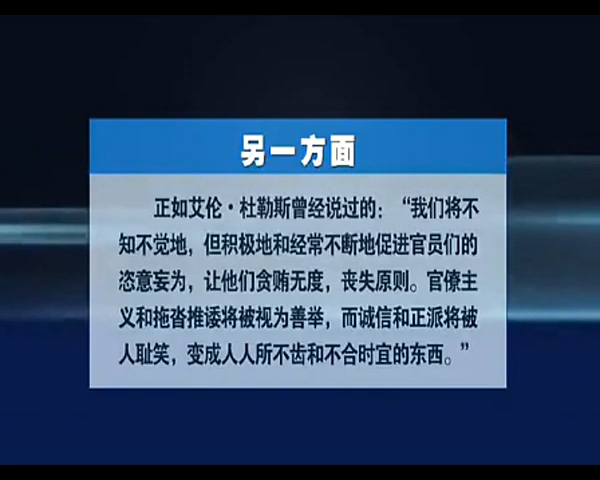 另一方面
正如艾伦·杜勒斯曾经说过的：“我们将不
知不觉地，但积极地和经常不断地促进官员们的
恣意妄为，让他们贪贿无度，丧失原则。官僚主
义和拖沓推诿将被视为善举，而诚信和正派将被
人耻笑，变成人人所不齿和不合时宜的东西。”